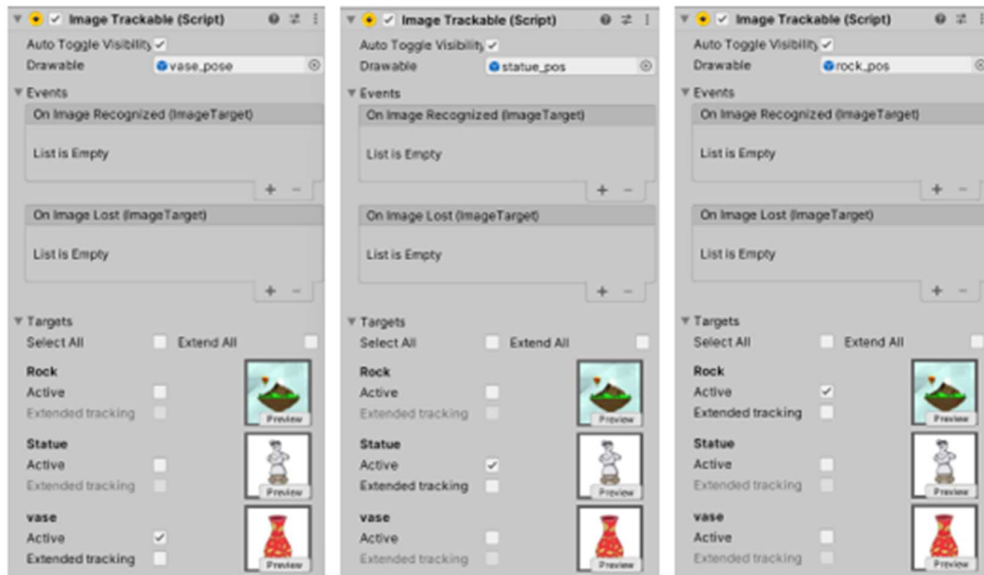 Image Trackable (Script)
Auto Toggle Visibility
Drawable vase_pose
Events
On Image Recognized (ImageTarget)
List is Empty
+ −
On Image Lost (ImageTarget)
List is Empty
+ −
Targets
Select All Extend All
Rock
Active
Extended tracking
Preview
Statue
Active
Extended tracking
Preview
vase
Active
Extended tracking
Preview
Image Trackable (Script)
Auto Toggle Visibility
Drawable statue_pos
Events
On Image Recognized (ImageTarget)
List is Empty
+ −
On Image Lost (ImageTarget)
List is Empty
+ −
Targets
Select All Extend All
Rock
Active
Extended tracking
Preview
Statue
Active
Extended tracking
Preview
vase
Active
Extended tracking
Preview
Image Trackable (Script)
Auto Toggle Visibility
Drawable rock_pos
Events
On Image Recognized (ImageTarget)
List is Empty
+ −
On Image Lost (ImageTarget)
List is Empty
+ −
Targets
Select All Extend All
Rock
Active
Extended tracking
Preview
Statue
Active
Extended tracking
Preview
vase
Active
Extended tracking
Preview